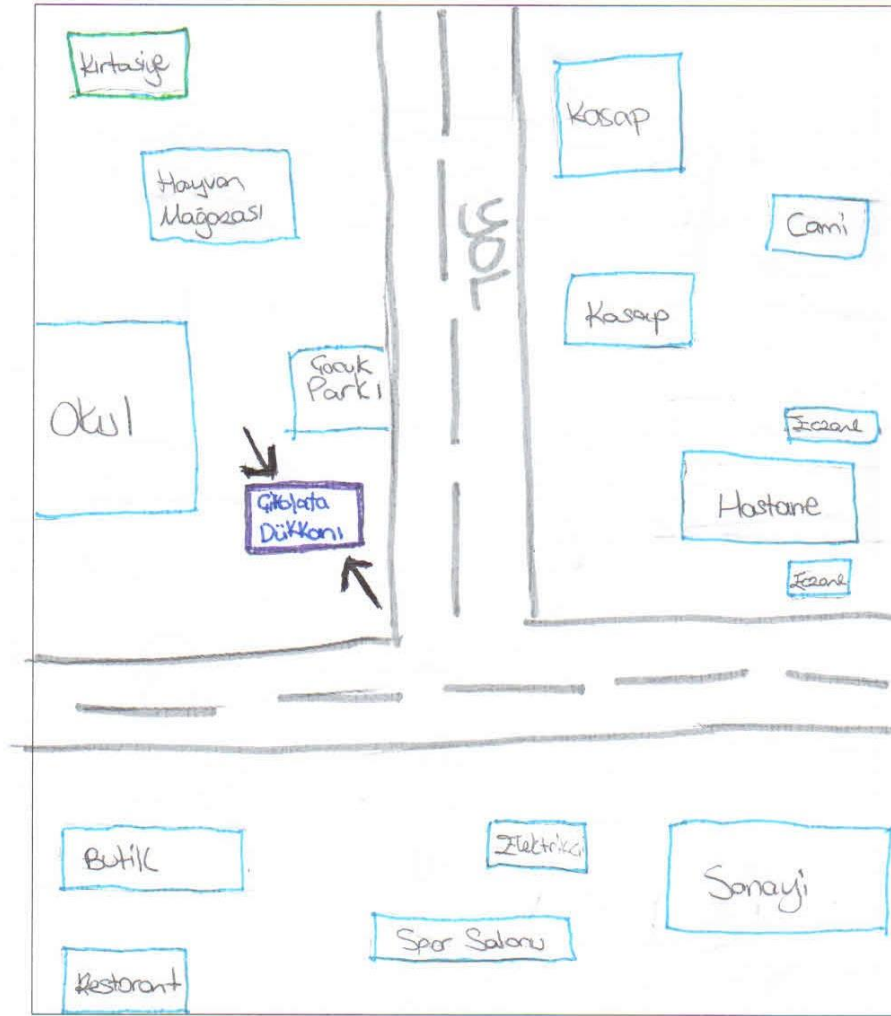 Kırtasiye
Kasap
Hayvan
Mağazası
Cami
YOL
Kasap
Çocuk
Parkı
Okul
Eczane
Çikolata
Dükkanı
Hastane
Eczane
Butik
Elektrikci
Sanayi
Spor Salonu
Restorant